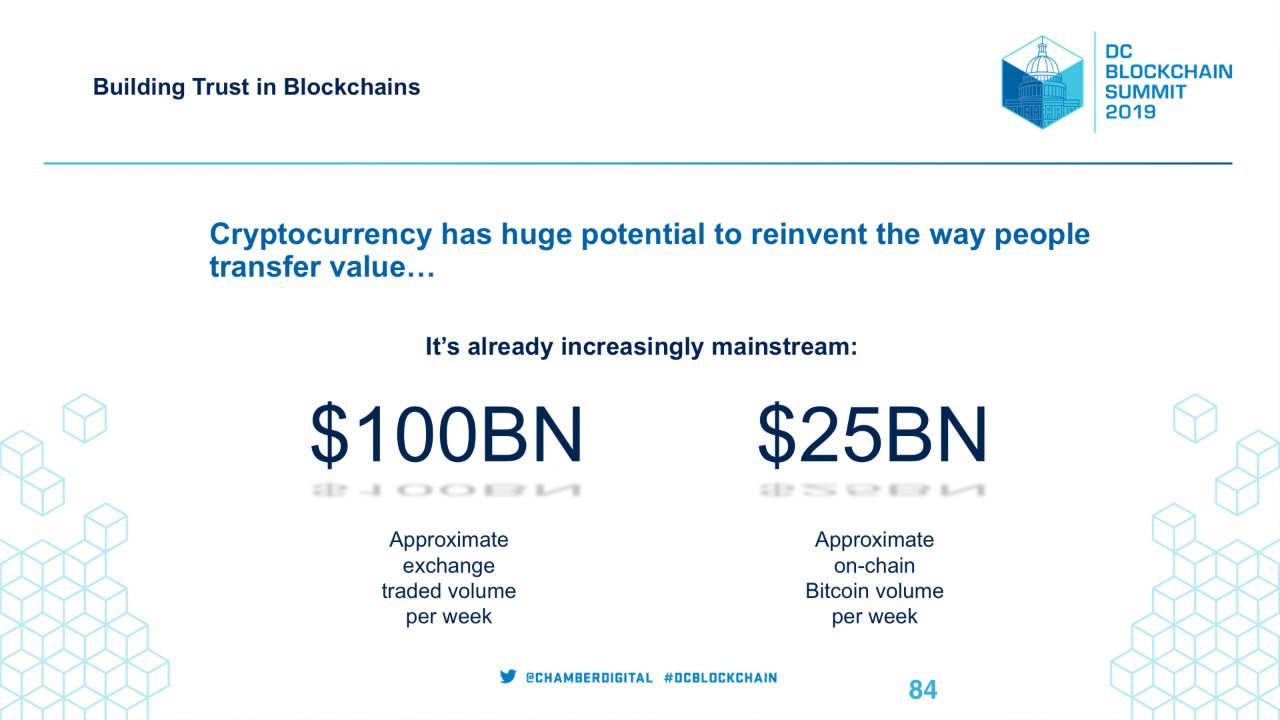 Building Trust in Blockchains
DC
BLOCKCHAIN
SUMMIT
2019
Cryptocurrency has huge potential to reinvent the way people
transfer value…
It’s already increasingly mainstream:
$100BN
$25BN
Approximate
exchange
traded volume
per week
Approximate
on-chain
Bitcoin volume
per week
@CHAMBERDIGITAL #DCBLOCKCHAIN
84